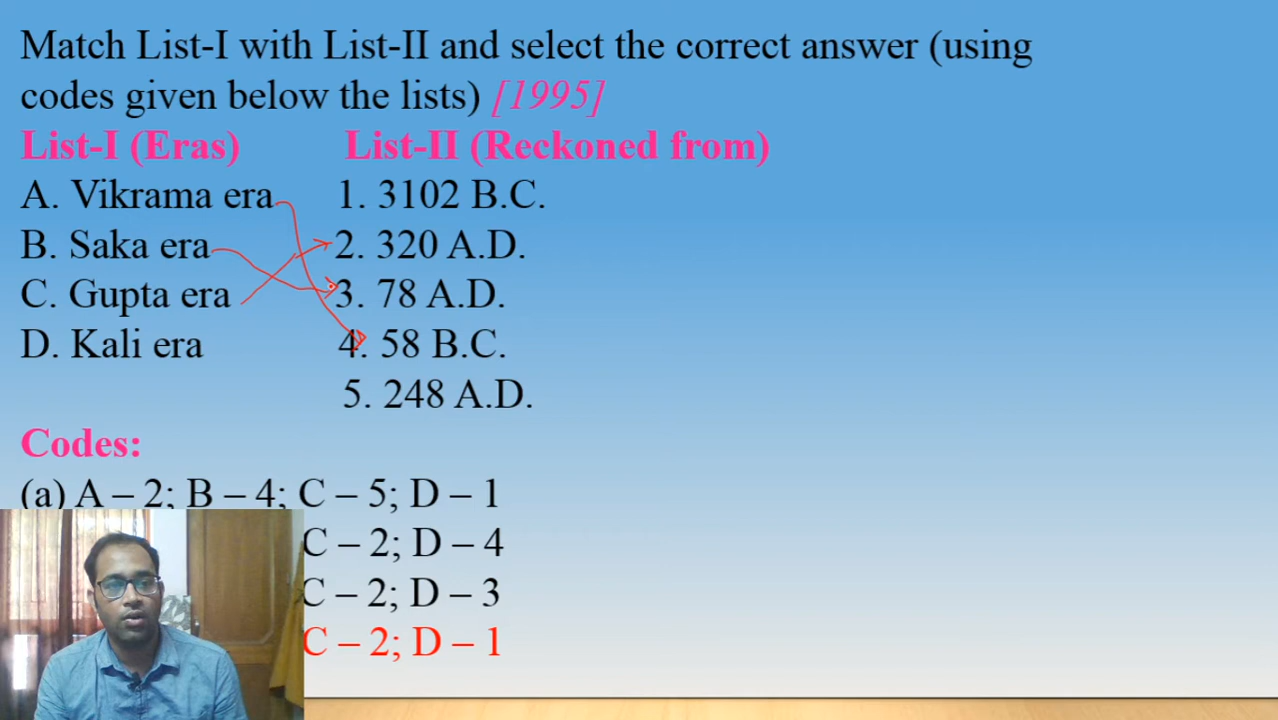 Match List-I with List-II and select the correct answer (using
codes given below the lists) [1995]
List-I (Eras) List-II (Reckoned from)
A. Vikrama era 1. 3102 B.C.
B. Saka era 2. 320 A.D.
C. Gupta era 3. 78 A.D.
D. Kali era 4. 58 B.C.
5. 248 A.D.
Codes:
(a) A – 2; B – 4; C – 5; D – 1
C – 2; D – 4
C – 2; D – 3
C – 2; D – 1